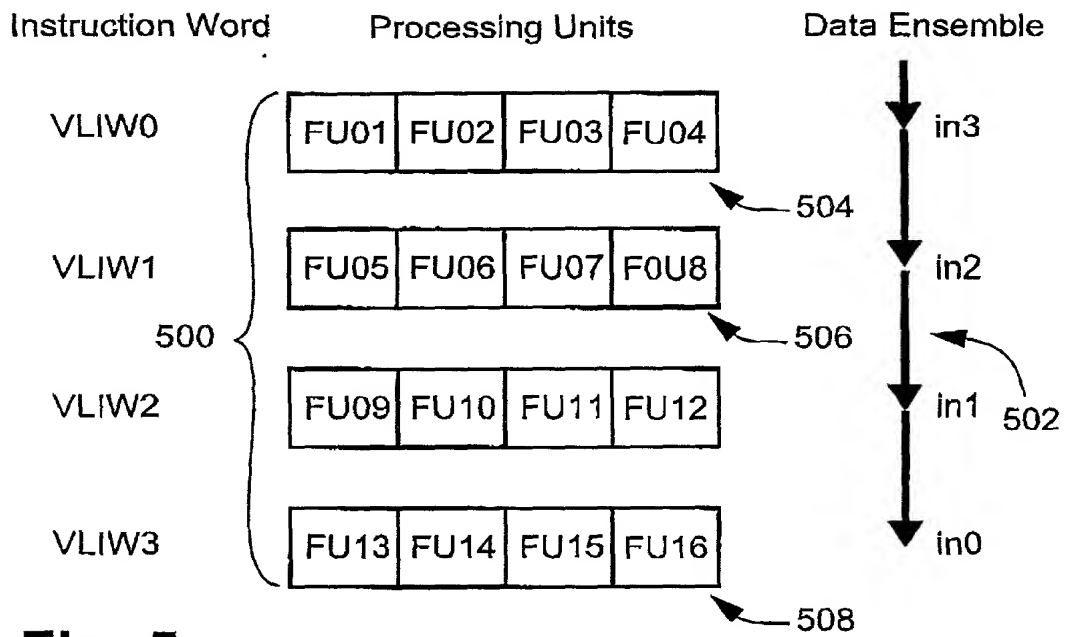 Instruction Word Processing Units Data Ensemble
VLIW0 FU01 FU02 FU03 FU04 in3
504
VLIW1 FU05 FU06 FU07 F0U8 in2
500 506
VLIW2 FU09 FU10 FU11 FU12 in1 502
VLIW3 FU13 FU14 FU15 FU16 in0
508